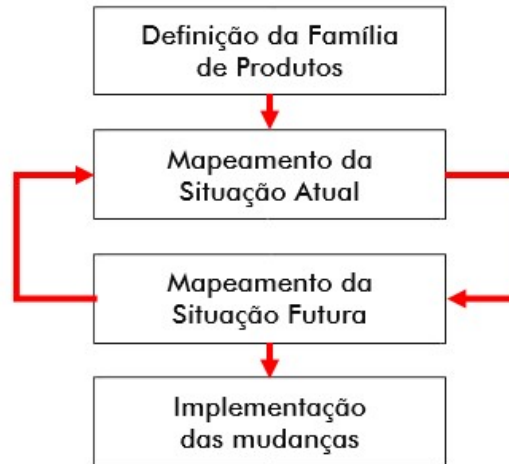 Definição da Família
de Produtos
Mapeamento da
Situação Atual
Mapeamento da
Situação Futura
Implementação
das mudanças